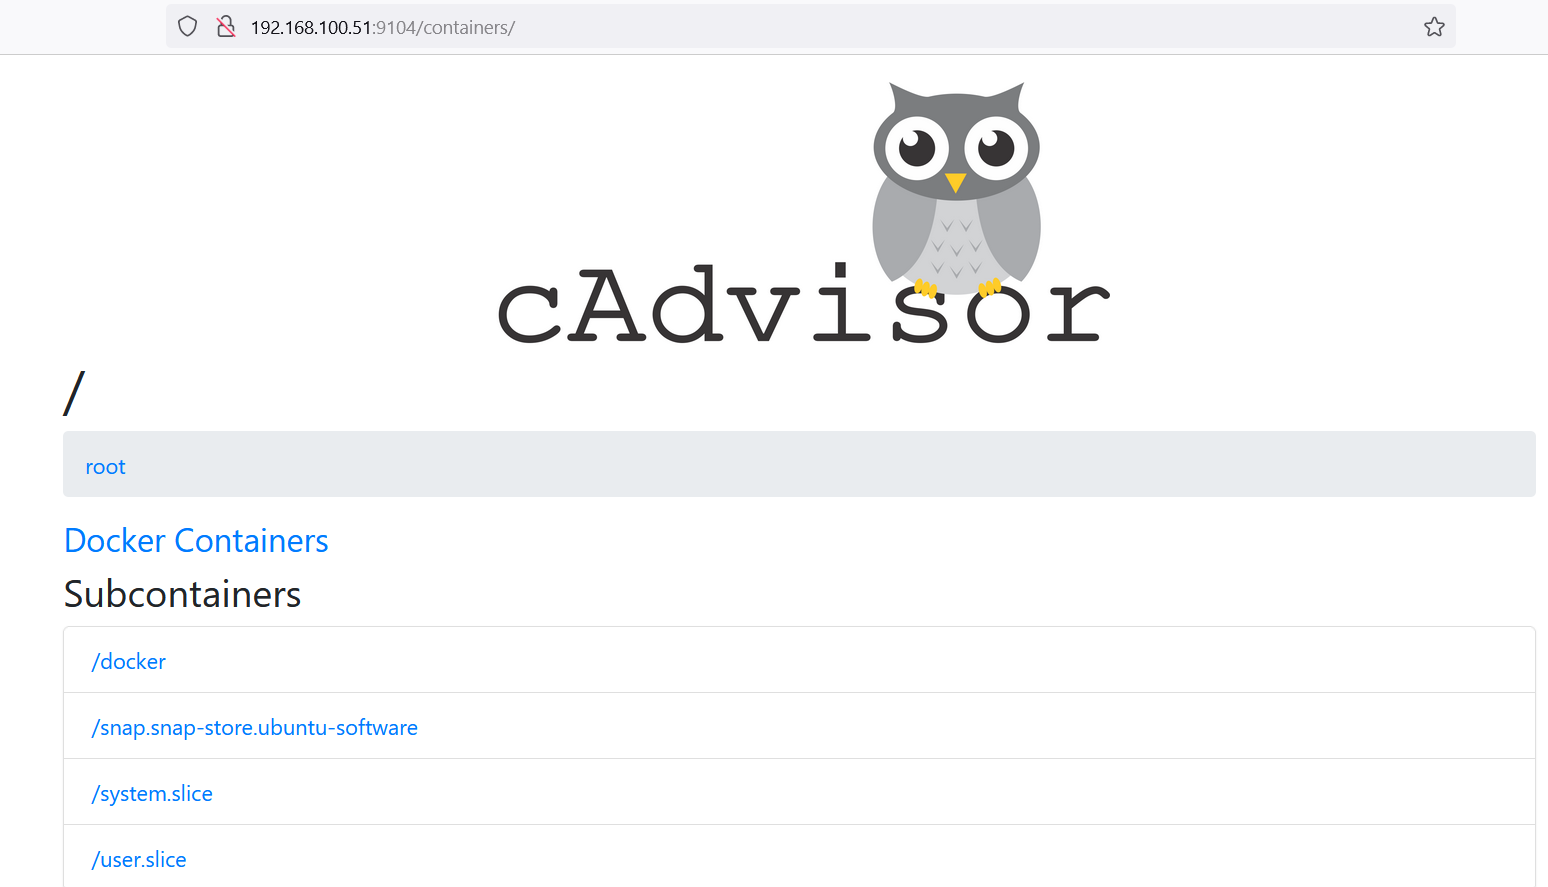 192.168.100.51:9104/containers/
cAdvisor
/
root
Docker Containers
Subcontainers
/docker
/snap.snap-store.ubuntu-software
/system.slice
/user.slice